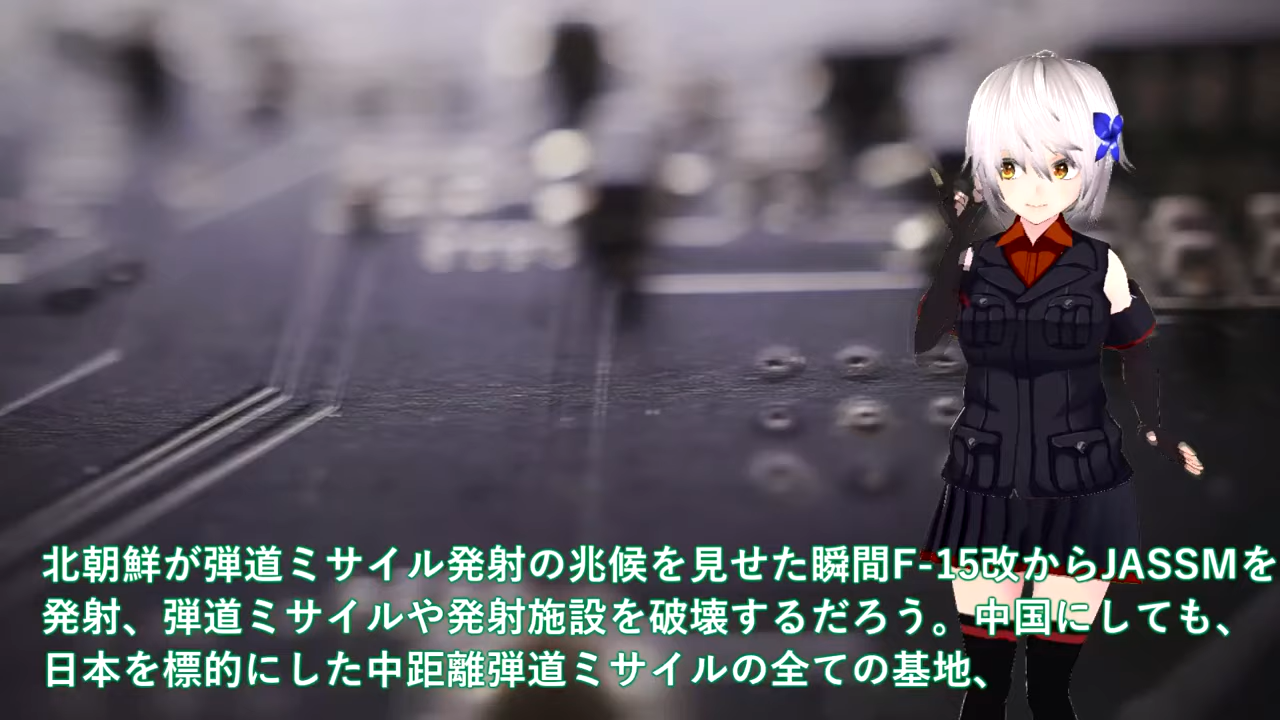 北朝鮮が弾道ミサイル発射の兆候を見せた瞬間F-15改からJASSMを
発射、弾道ミサイルや発射施設を破壊するだろう。中国にしても、
日本を標的にした中距離弾道ミサイルの全ての基地、